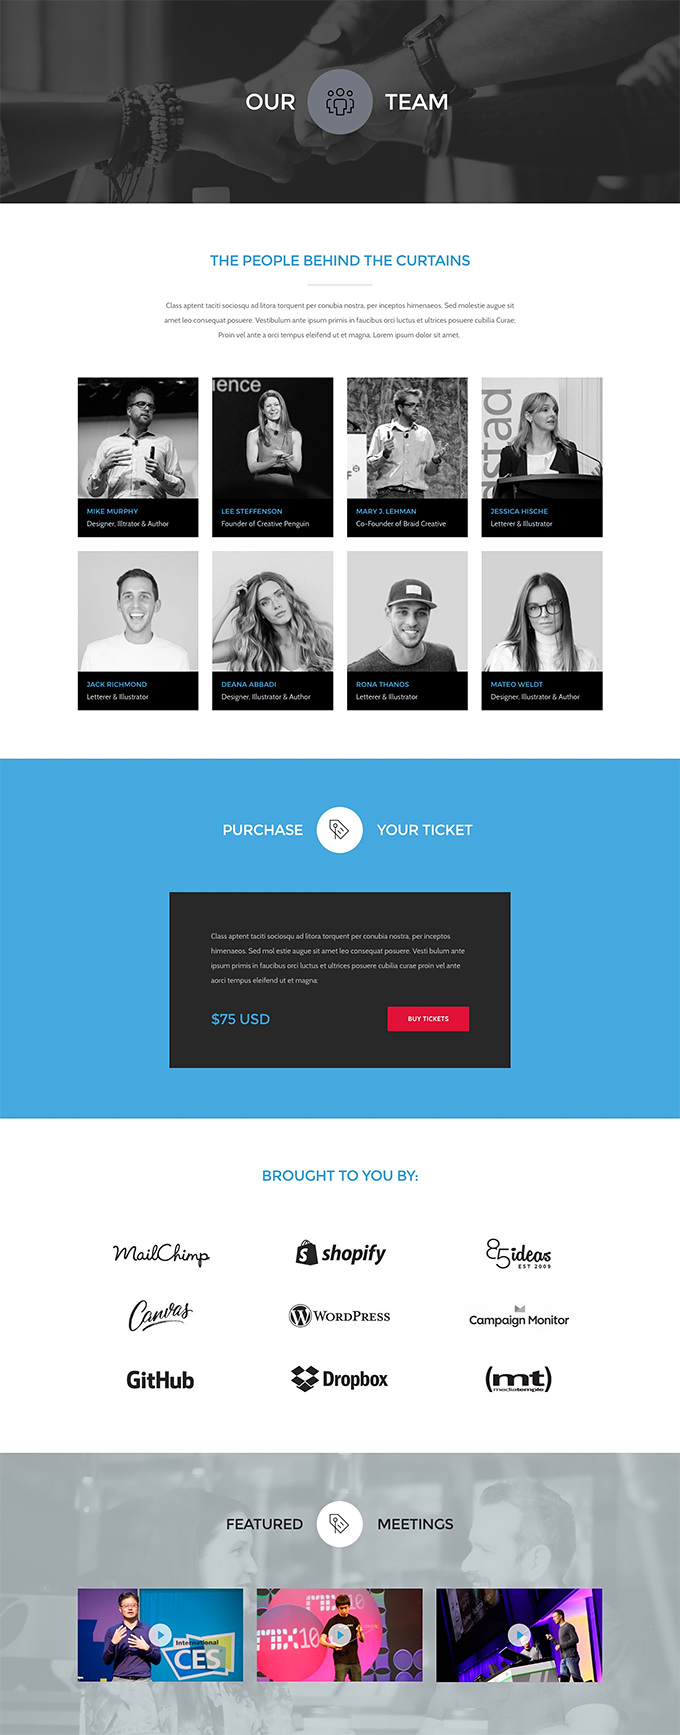 OUR TEAM
THE PEOPLE BEHIND THE CURTAINS
Class aptent taciti sociosqu ad litora torquent per conubia nostra, per inceptos himenaeos. Sed molestie augue sit
amet leo consequat posuere. Vestibulum ante ipsum primis in faucibus orci luctus et ultrices posuere cubilia Curae;
Proin vel ante a orci tempus eleifend ut et magna. Lorem ipsum dolor sit amet.
ience
dstad
MIKE MURPHY
Designer, Illtrator & Author
LEE STEFFENSON
Founder of Creative Penguin
MARY J. LEHMAN
Co-Founder of Braid Creative
JESSICA HISCHE
Letterer & Illustrator
JACK RICHMOND
Letterer & Illustrator
DEANA ABBADI
Designer, Illustrator & Author
RONA THANOS
Letterer & Illustrator
MATEO WELDT
Designer, Illustrator & Author
PURCHASE YOUR TICKET
Class aptent taciti sociosqu ad litora torquent per conubia nostra, per inceptos
himenaeos. Sed mol estie augue sit amet leo consequat posuere. Vesti bulum ante
ipsum primis in faucibus orci luctus et ultrices posuere cubilia curae proin vel ante
aorci tempus eleifend ut et magna:
$75 USD
BUY TICKETS
BROUGHT TO YOU BY:
MailChimp
shopify
85ideas
EST 2009
Canvas
WORDPRESS
Campaign Monitor
GitHub
Dropbox
(mt)
mediatemple
FEATURED MEETINGS
International
CES
MIX10